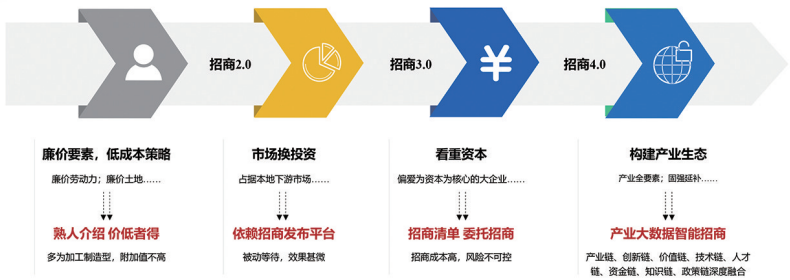 招商2.0
招商3.0
招商4.0
廉价要素，低成本策略
廉价劳动力；廉价土地……
熟人介绍 价低者得
多为加工制造型，附加值不高
市场换投资
占据本地下游市场……
依赖招商发布平台
被动等待，效果甚微
看重资本
偏爱为资本为核心的大企业……
招商清单 委托招商
招商成本高，风险不可控
构建产业生态
产业全要素；固强延补……
产业大数据智能招商
产业链、创新链、价值链、技术链、人才
链、资金链、知识链、政策链深度融合